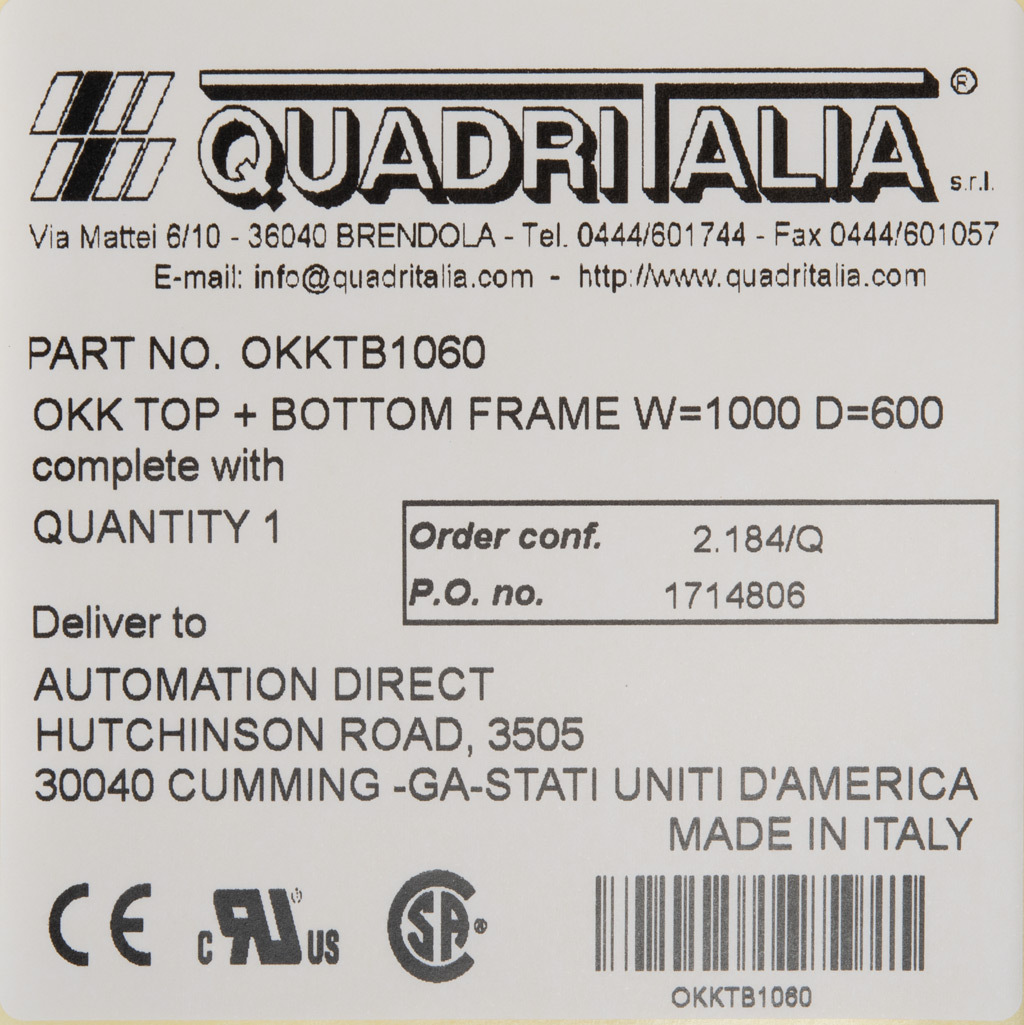 QUADRITALIA® s.r.l.
Via Mattei 6/10 - 36040 BRENDOLA - Tel. 0444/601744 - Fax 0444/601057
E-mail: info@quadritalia.com - http://www.quadritalia.com
PART NO. OKKTB1060
OKK TOP + BOTTOM FRAME W=1000 D=600
complete with
QUANTITY 1
Order conf. 2.184/Q
P.O. no. 1714806
Deliver to
AUTOMATION DIRECT
HUTCHINSON ROAD, 3505
30040 CUMMING -GA-STATI UNITI D'AMERICA
MADE IN ITALY
CE C RU US SA®
OKKTB1060